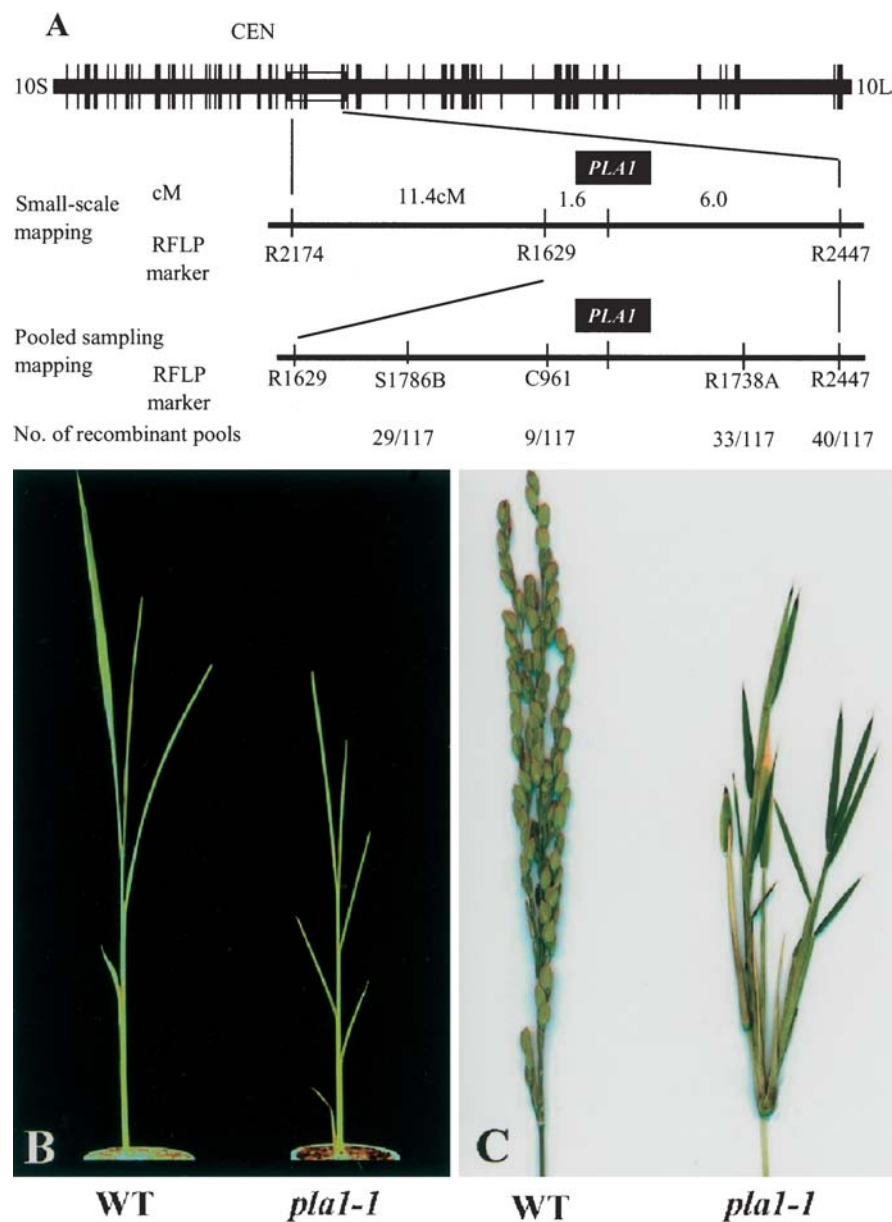 A
CEN
10S 10L
PLA1
cM 11.4cM 1.6 6.0
Small-scale
mapping
RFLP
marker
R2174 R1629 R2447
PLA1
Pooled sampling
mapping
RFLP
marker
R1629 S1786B C961 R1738A R2447
No. of recombinant pools 29/117 9/117 33/117 40/117
B C
WT pla1-1 WT pla1-1